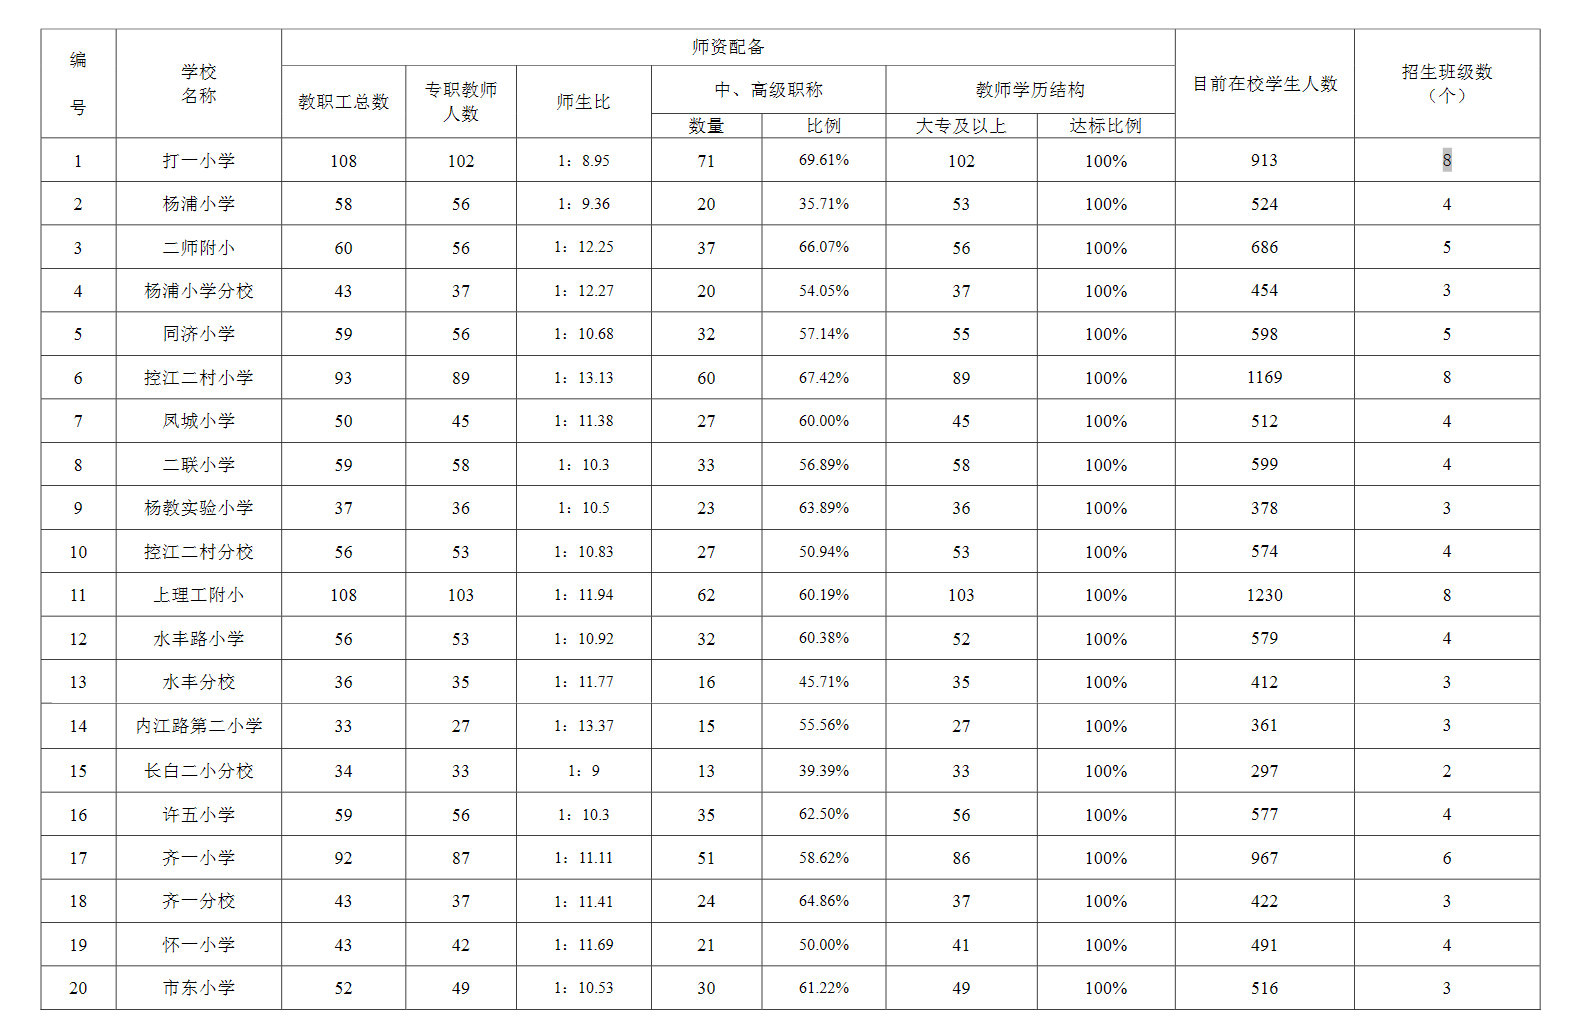 师资配备
编
号
学校
名称
教职工总数
专职教师
人数
师生比
中、高级职称
教师学历结构
目前在校学生人数
招生班级数
（个）
数量 比例 大专及以上 达标比例
1 打一小学 108 102 1：8.95 71 69.61% 102 100% 913 8
2 杨浦小学 58 56 1：9.36 20 35.71% 53 100% 524 4
3 二师附小 60 56 1：12.25 37 66.07% 56 100% 686 5
4 杨浦小学分校 43 37 1：12.27 20 54.05% 37 100% 454 3
5 同济小学 59 56 1：10.68 32 57.14% 55 100% 598 5
6 控江二村小学 93 89 1：13.13 60 67.42% 89 100% 1169 8
7 凤城小学 50 45 1：11.38 27 60.00% 45 100% 512 4
8 二联小学 59 58 1：10.3 33 56.89% 58 100% 599 4
9 杨教实验小学 37 36 1：10.5 23 63.89% 36 100% 378 3
10 控江二村分校 56 53 1：10.83 27 50.94% 53 100% 574 4
11 上理工附小 108 103 1：11.94 62 60.19% 103 100% 1230 8
12 水丰路小学 56 53 1：10.92 32 60.38% 52 100% 579 4
13 水丰分校 36 35 1：11.77 16 45.71% 35 100% 412 3
14 内江路第二小学 33 27 1：13.37 15 55.56% 27 100% 361 3
15 长白二小分校 34 33 1：9 13 39.39% 33 100% 297 2
16 许五小学 59 56 1：10.3 35 62.50% 56 100% 577 4
17 齐一小学 92 87 1：11.11 51 58.62% 86 100% 967 6
18 齐一分校 43 37 1：11.41 24 64.86% 37 100% 422 3
19 怀一小学 43 42 1：11.69 21 50.00% 41 100% 491 4
20 市东小学 52 49 1：10.53 30 61.22% 49 100% 516 3